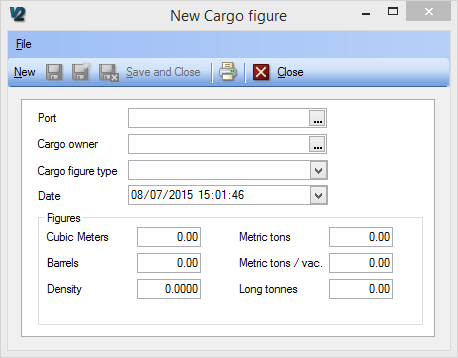 V2 New Cargo figure
File
New Save and Close Close
Port ...
Cargo owner ...
Cargo figure type
Date 08/07/2015 15:01:46
Figures
Cubic Meters 0.00 Metric tons 0.00
Barrels 0.00 Metric tons / vac. 0.00
Density 0.0000 Long tonnes 0.00